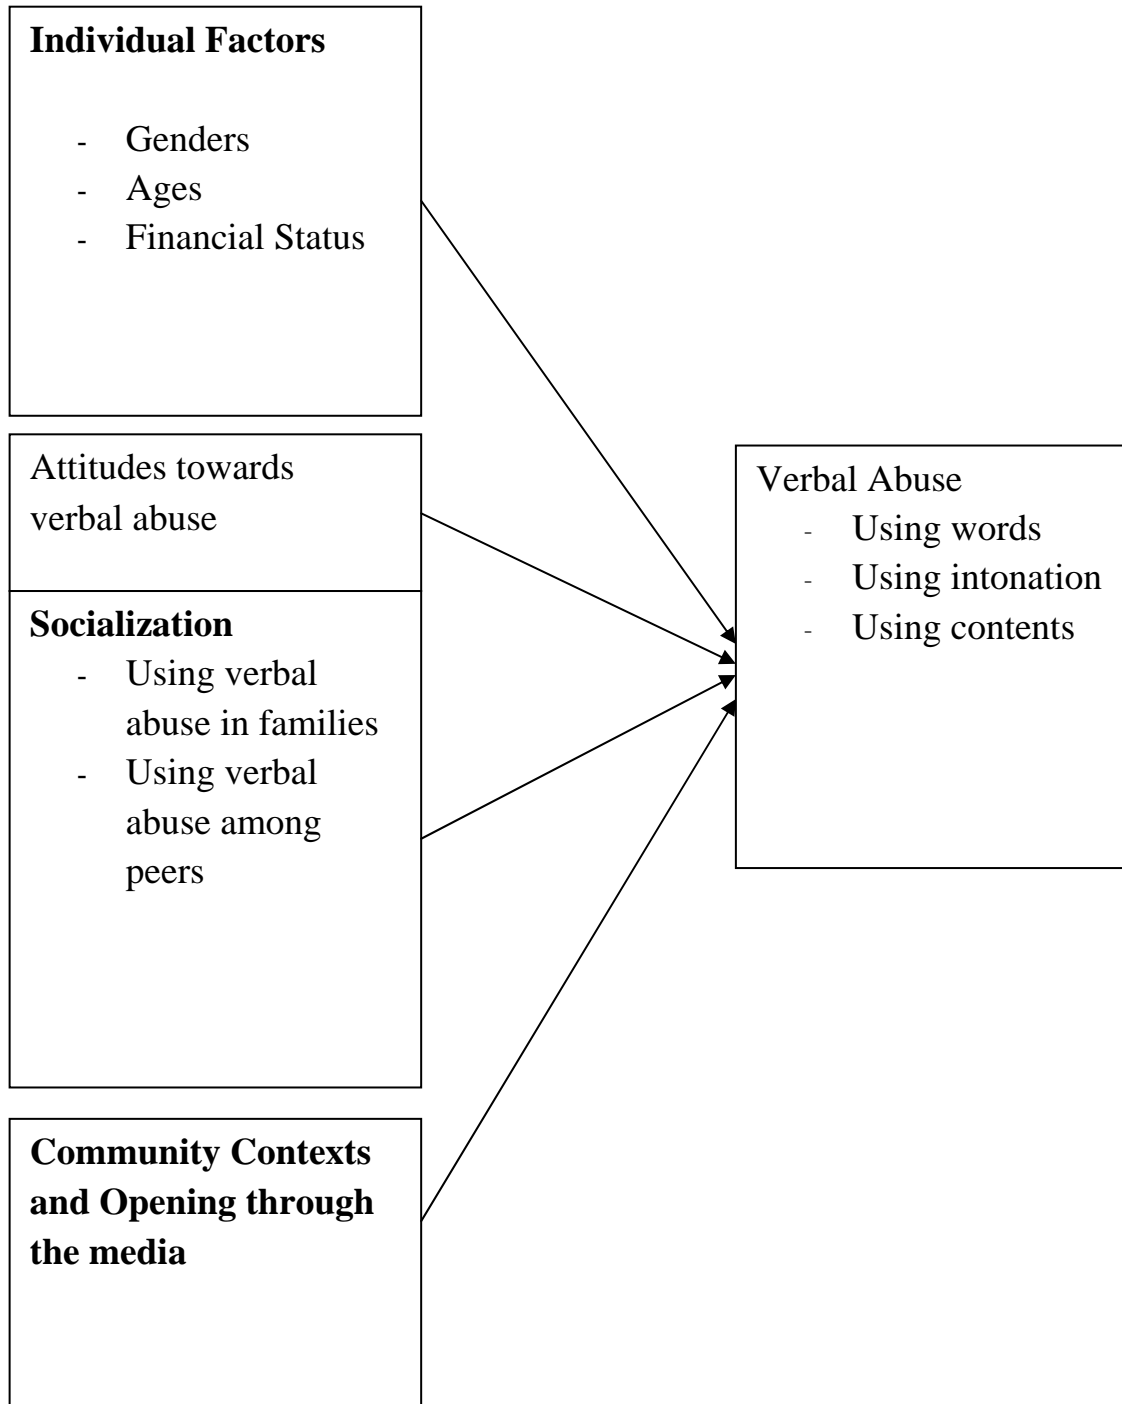 Individual Factors
- Genders
- Ages
- Financial Status
Attitudes towards
verbal abuse
Socialization
- Using verbal
abuse in families
- Using verbal
abuse among
peers
Community Contexts
and Opening through
the media
Verbal Abuse
- Using words
- Using intonation
- Using contents